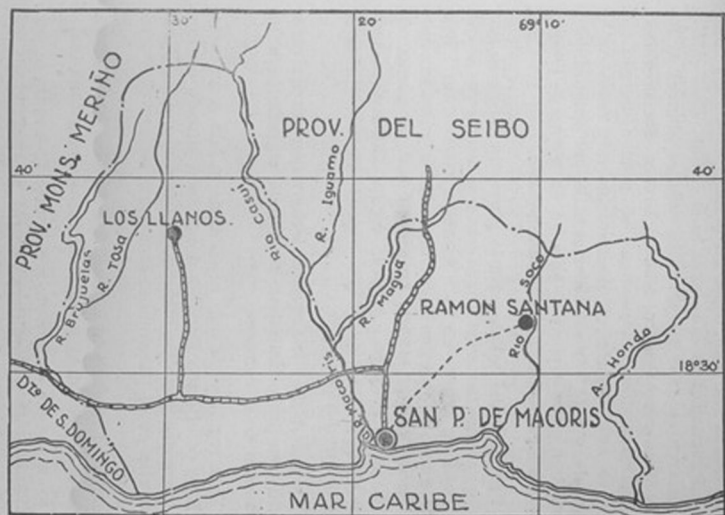 30'
20'
69°10'
PROV. MONS. MERIÑO
PROV. DEL SEIBO
40'
40'
R. Iguamo
RIO Casui
LOS LLANOS.
R. TOSA
R. Brujuelas
R. Magua
SOCO
RIO
RAMON SANTANA
A. Hondo
18°30'
R. MACORIS
DTO DE S. DOMINGO
SAN P. DE MACORIS
MAR CARIBE